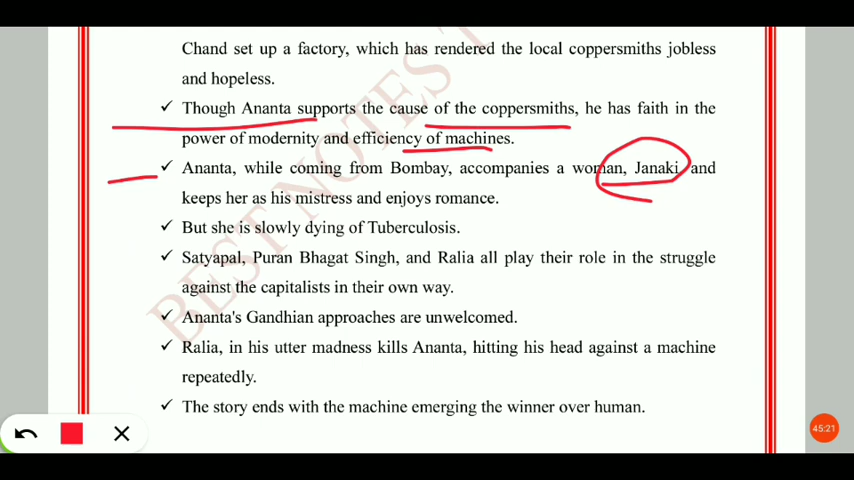 Chand set up a factory, which has rendered the local coppersmiths jobless
and hopeless.
✓ Though Ananta supports the cause of the coppersmiths, he has faith in the
power of modernity and efficiency of machines.
✓ Ananta, while coming from Bombay, accompanies a woman, Janaki and
keeps her as his mistress and enjoys romance.
✓ But she is slowly dying of Tuberculosis.
✓ Satyapal, Puran Bhagat Singh, and Ralia all play their role in the struggle
against the capitalists in their own way.
✓ Ananta's Gandhian approaches are unwelcomed.
✓ Ralia, in his utter madness kills Ananta, hitting his head against a machine
repeatedly.
✓ The story ends with the machine emerging the winner over human.
BEST NOTES T
45:21